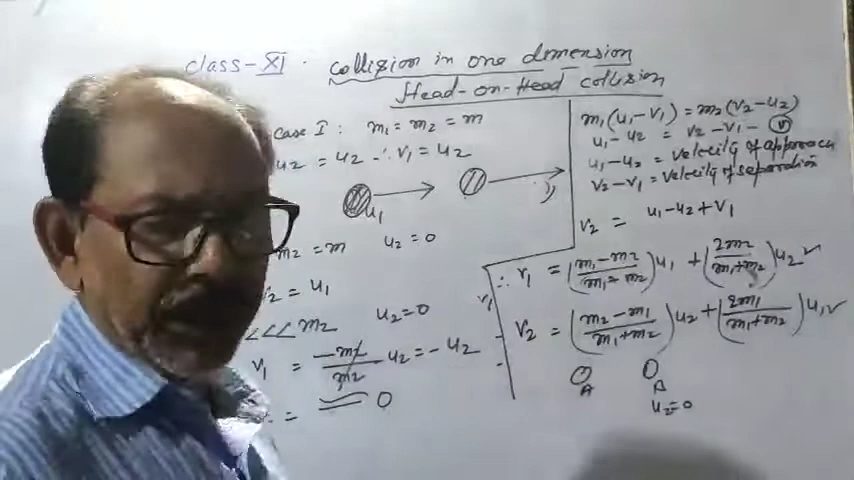 class-XI . collision in one dimension
Head-on-Head collision
case I : m1 = m2 = m
u2 = u2 ∴ v1 = u2
u1
m2 = m u2 = 0
2 = u1
<<< m2 u2 = 0
v1 = -m2/m2 u2 = - u2
= 0
m1(u1-v1) = m2(v2-u2)
u1-u2 = v2-v1 - (v)
u1-u2 = velocity of approach
v2-v1 = velocity of separation
v2 = u1-u2+v1
∴ v1 = (m1-m2/m1+m2)u1 + (2m2/m1+m2)u2 ✓
v2 = (m2-m1/m1+m2)u2 + (2m1/m1+m2)u1 ✓
A A
u2=0